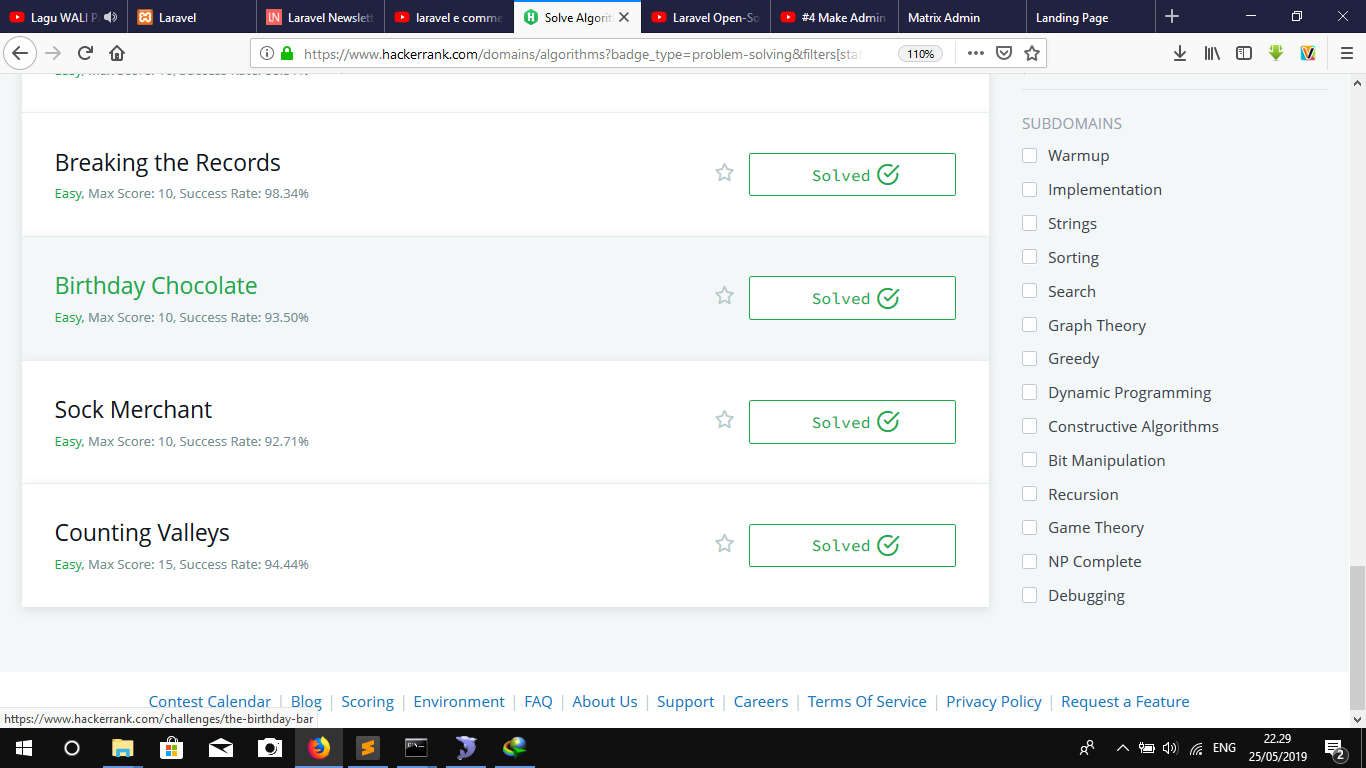 Lagu WALI P
Laravel
Laravel Newslett
laravel e comme
Solve Algorit
Laravel Open-So
#4 Make Admin
Matrix Admin
Landing Page
https://www.hackerrank.com/domains/algorithms?badge_type=problem-solving&filters[stat
110%
Breaking the Records
Easy, Max Score: 10, Success Rate: 98.34%
Solved
Birthday Chocolate
Easy, Max Score: 10, Success Rate: 93.50%
Solved
Sock Merchant
Easy, Max Score: 10, Success Rate: 92.71%
Solved
Counting Valleys
Easy, Max Score: 15, Success Rate: 94.44%
Solved
SUBDOMAINS
Warmup
Implementation
Strings
Sorting
Search
Graph Theory
Greedy
Dynamic Programming
Constructive Algorithms
Bit Manipulation
Recursion
Game Theory
NP Complete
Debugging
Contest Calendar | Blog | Scoring | Environment | FAQ | About Us | Support | Careers | Terms Of Service | Privacy Policy | Request a Feature
https://www.hackerrank.com/challenges/the-birthday-bar
ENG
22.29
25/05/2019
2